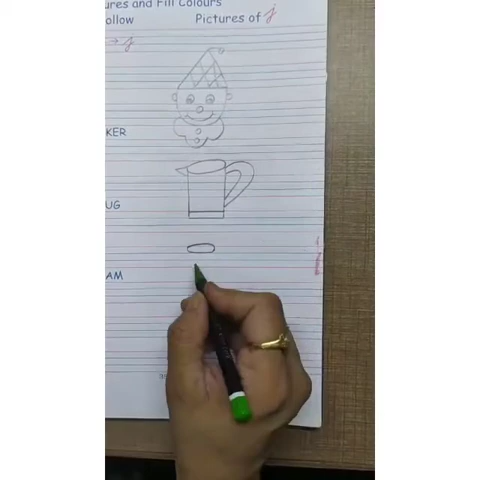 ures and Fill Colours
ollow Pictures of j
→ j
KER
UG
AM